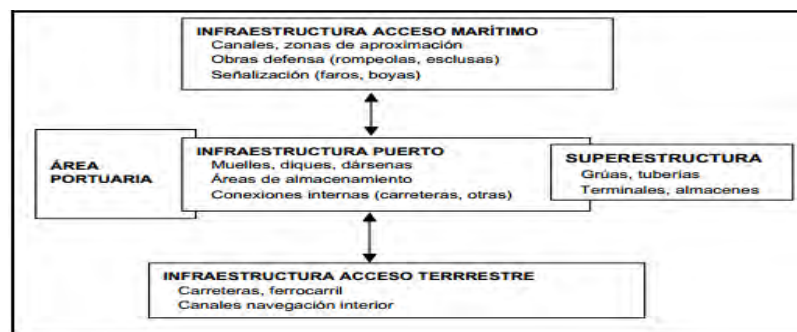 INFRAESTRUCTURA ACCESO MARÍTIMO
Canales, zonas de aproximación
Obras defensa (rompeolas, esclusas)
Señalización (faros, boyas)
ÁREA
PORTUARIA
INFRAESTRUCTURA PUERTO
Muelles, diques, dársenas
Áreas de almacenamiento
Conexiones internas (carreteras, otras)
SUPERESTRUCTURA
Grúas, tuberías
Terminales, almacenes
INFRAESTRUCTURA ACCESO TERRRESTRE
Carreteras, ferrocarril
Canales navegación interior